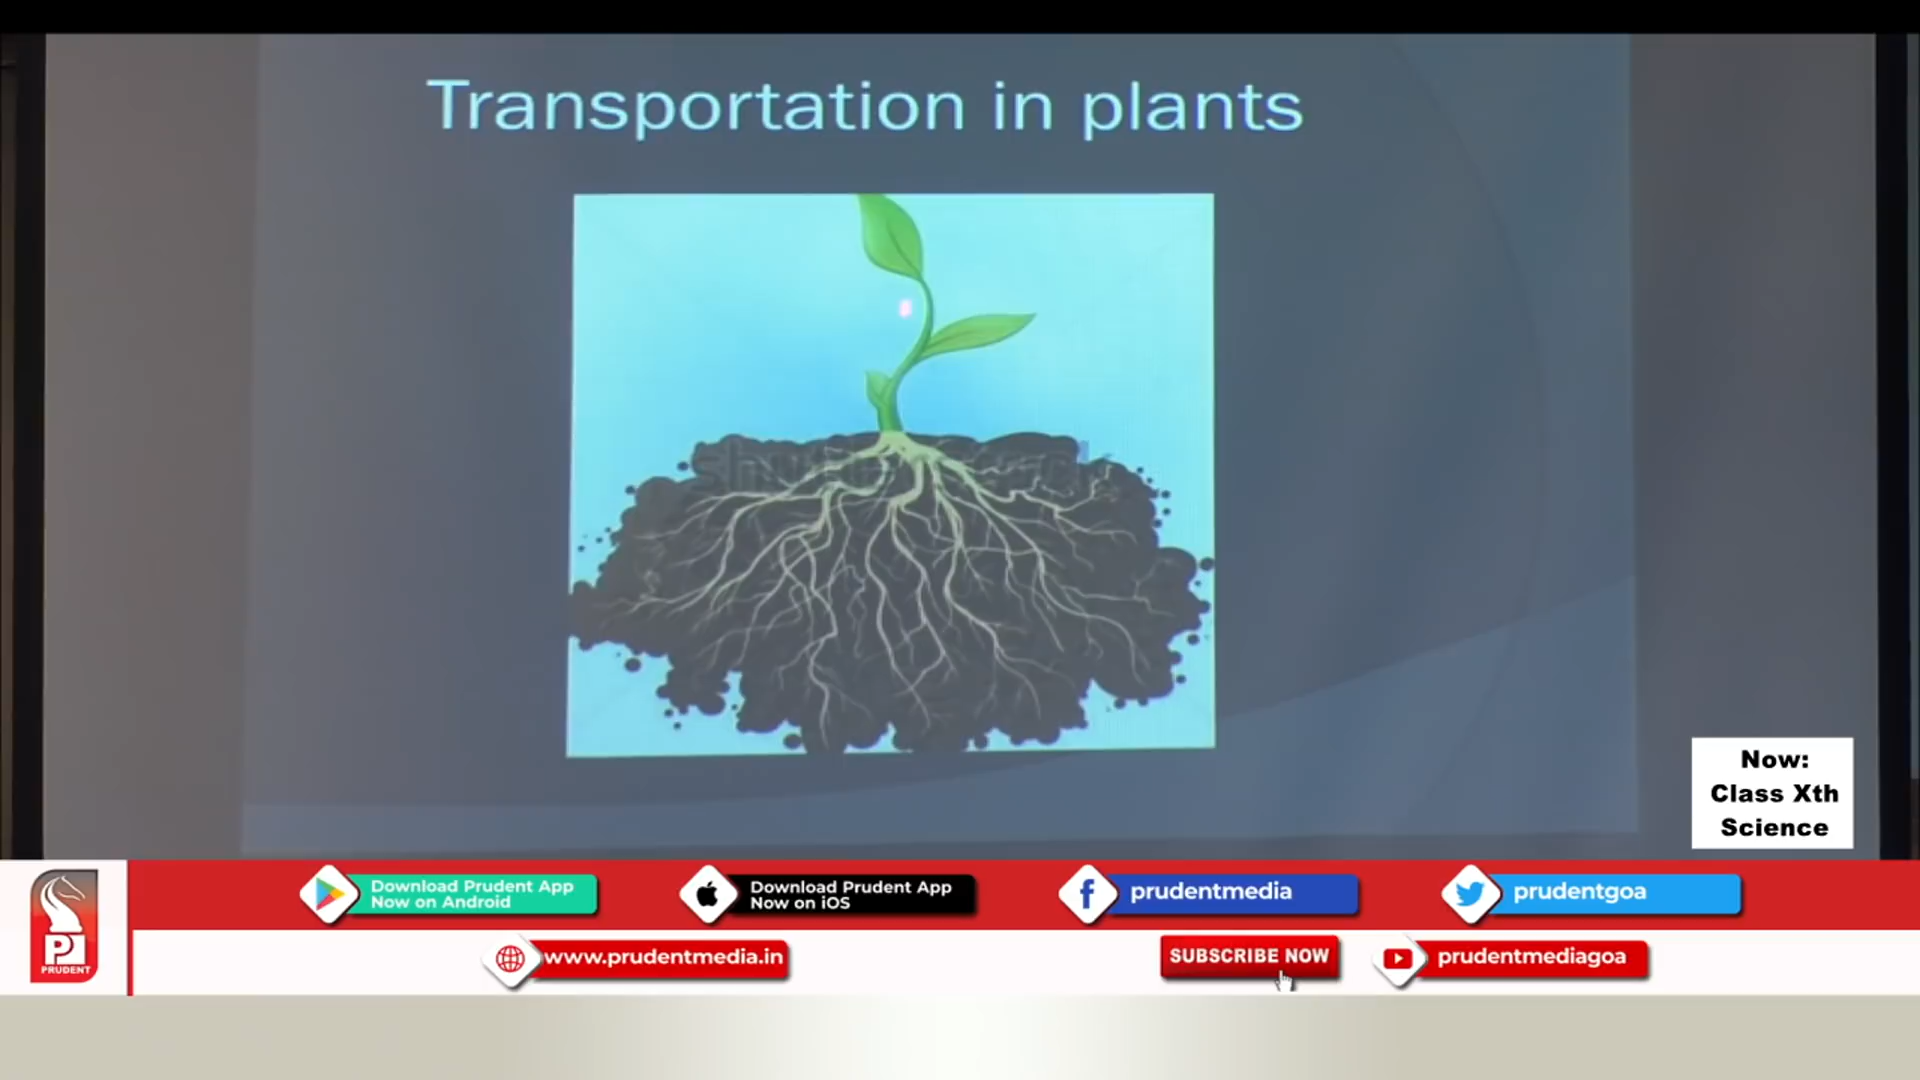 Transportation in plants
Now:
Class Xth
Science
Download Prudent App
Now on Android
Download Prudent App
Now on iOS
prudentmedia
prudentgoa
PRUDENT
www.prudentmedia.in
SUBSCRIBE NOW
prudentmediagoa